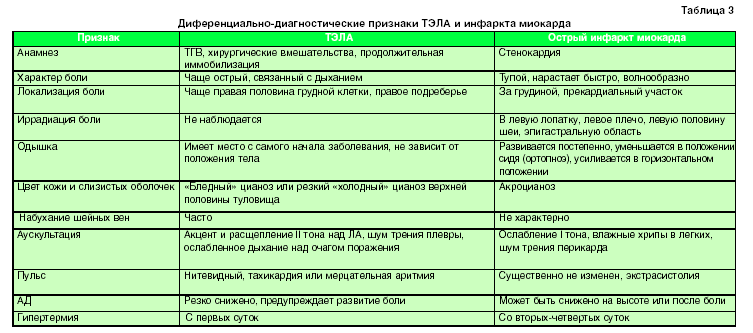 Таблица 3
Диференциально-диагностические признаки ТЭЛА и инфаркта миокарда
Признак ТЭЛА Острый инфаркт миокарда
Анамнез ТГВ, хирургические вмешательства, продолжительная Стенокардия
иммобилизация
Характер боли Чаще острый, связанный с дыханием Тупой, нарастает быстро, волнообразно
Локализация боли Чаще правая половина грудной клетки, правое подреберье За грудиной, прекардиальный участок
Иррадиация боли Не наблюдается В левую лопатку, левое плечо, левую половину
шеи, эпигастральную область
Одышка Имеет место с самого начала заболевания, не зависит от Развивается постепенно, уменьшается в положении
положения тела сидя (ортопноэ), усиливается в горизонтальном
положении
Цвет кожи и слизистых оболочек «Бледный» цианоз или резкий «холодный» цианоз верхней Акроцианоз
половины туловища
Набухание шейных вен Часто Не характерно
Аускультация Акцент и расщепление II тона над ЛА, шум трения плевры, Ослабление I тона, влажные хрипы в легких,
ослабленное дыхание над очагом поражения шум трения перикарда
Пульс Нитевидный, тахикардия или мерцательная аритмия Существенно не изменен, экстрасистолия
АД Резко снижено, предупреждает развитие боли Может быть снижено на высоте или после боли
Гипертермия С первых суток Со вторых-четвертых суток